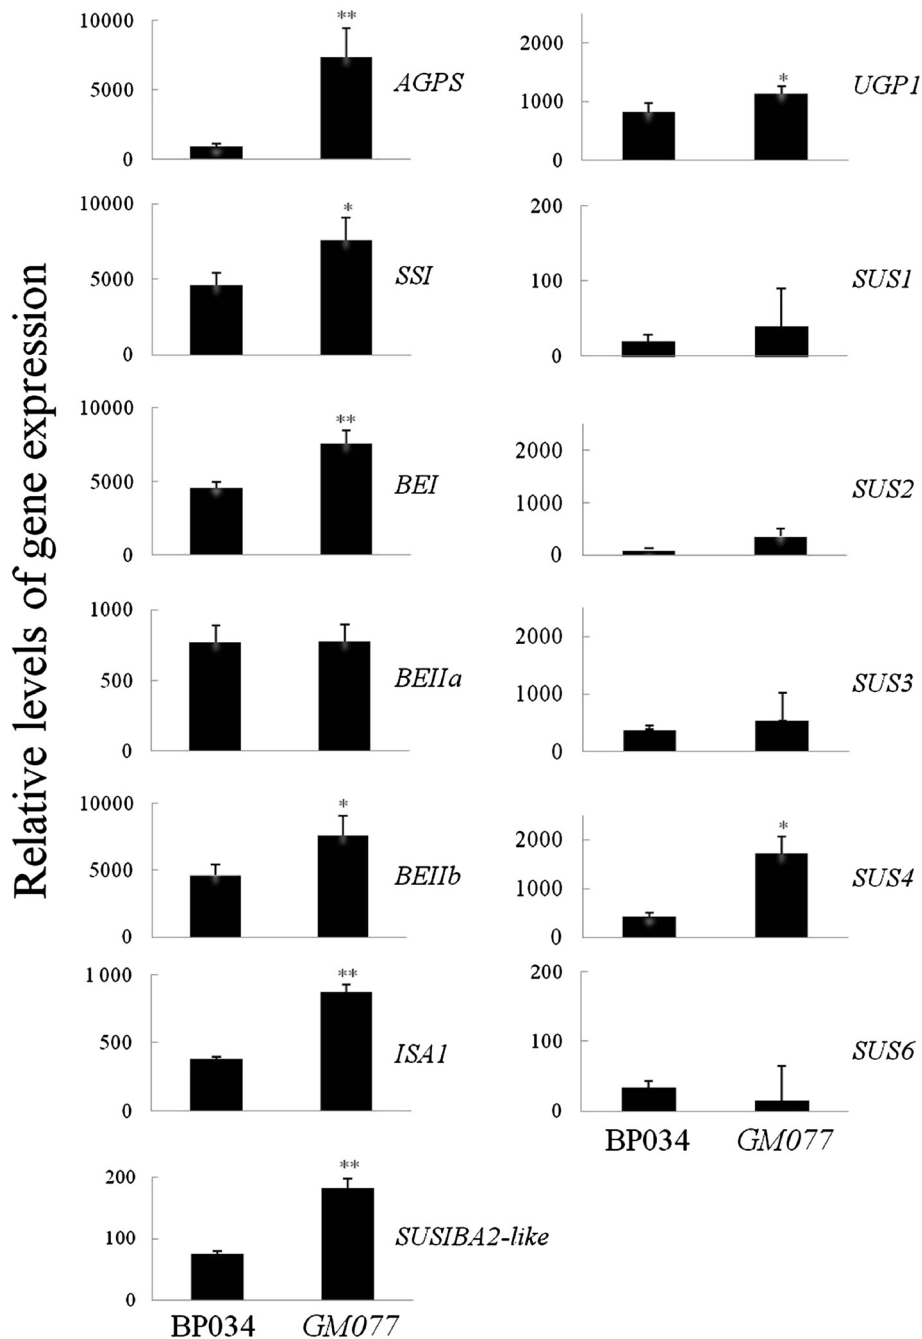 Relative levels of gene expression
10000
5000
0
**
AGPS
10000
5000
0
*
SSI
10000
5000
0
**
BEI
1000
500
0
BEIIa
10000
5000
0
*
BEIIb
1 000
500
0
**
ISA1
200
100
0
**
SUSIBA2-like
BP034 GM077
2000
1000
0
*
UGP1
200
100
0
SUS1
2000
1000
0
SUS2
2000
1000
0
SUS3
2000
1000
0
*
SUS4
200
100
0
SUS6
BP034 GM077